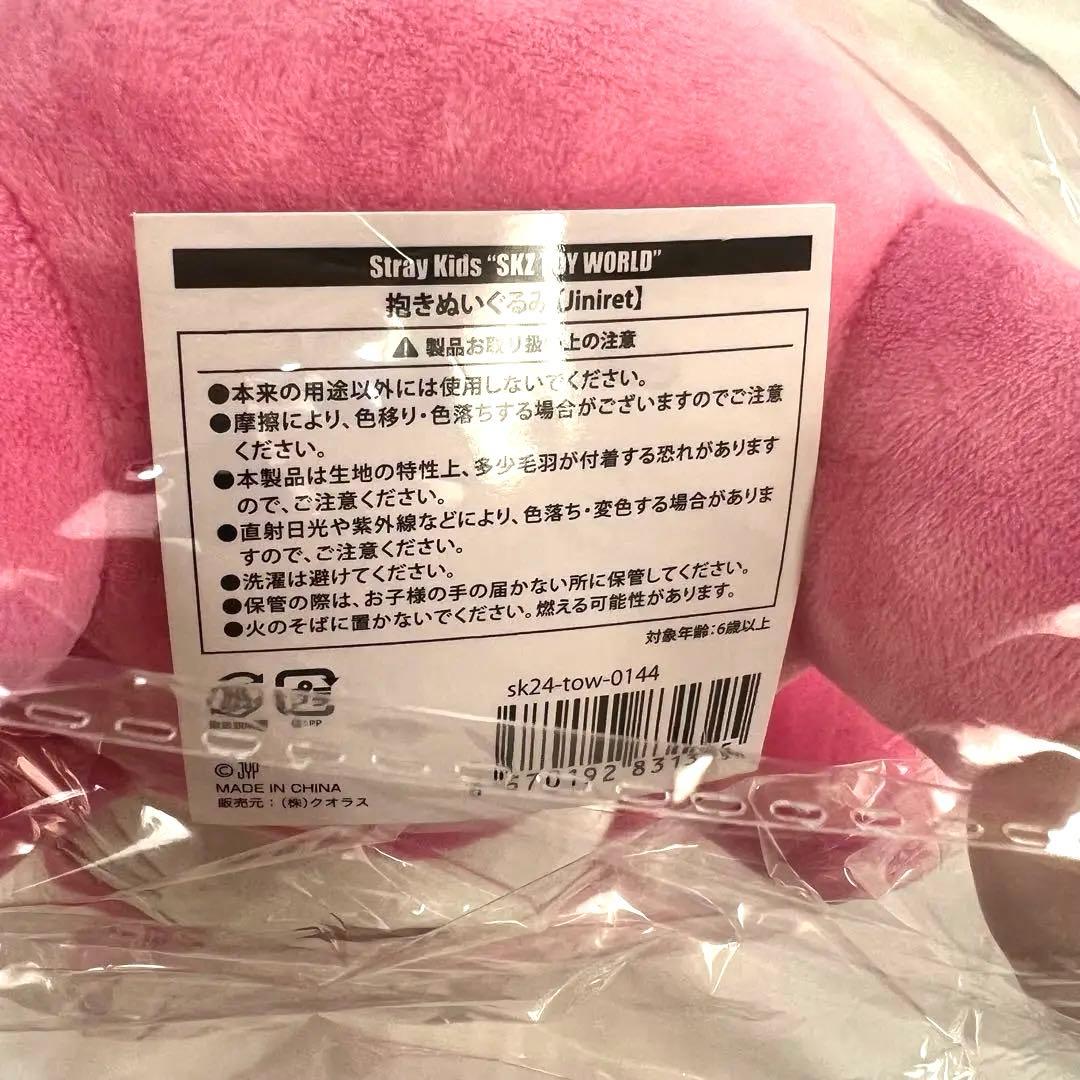 Stray Kids “SKZ TOY WORLD”
抱きぬいぐるみ【Jiniret】
製品お取り扱い上の注意
●本来の用途以外には使用しないでください。
●摩擦により、色移り・色落ちする場合がございますのでご注意
ください。
●本製品は生地の特性上、多少毛羽が付着する恐れがあります
ので、ご注意ください。
●直射日光や紫外線などにより、色落ち・変色する場合がありま
すので、ご注意ください。
●洗濯は避けてください。
●保管の際は、お子様の手の届かない所に保管してください。
●火のそばに置かないでください。燃える可能性があります。
対象年齢:6歳以上
プラ
PP
sk24-tow-0144
570192
© JYP
MADE IN CHINA
販売元:(株)クオラス